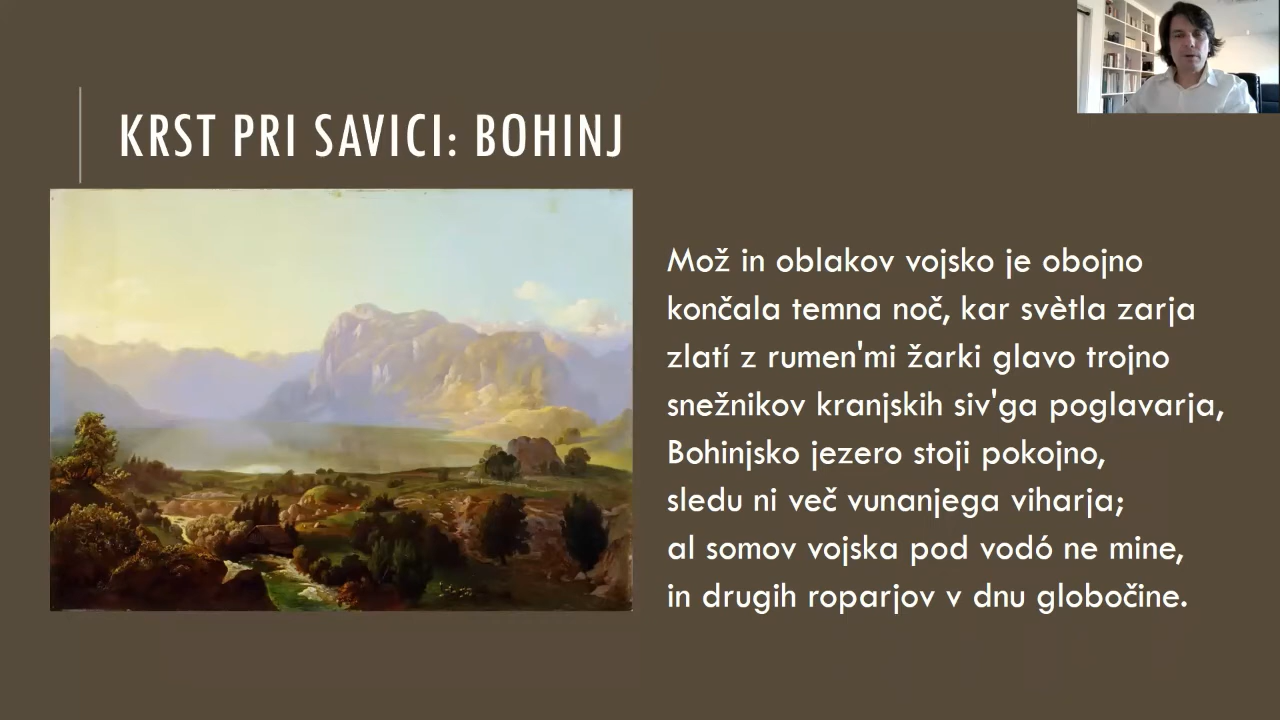 KRST PRI SAVICI: BOHINJ
Mož in oblakov vojsko je obojno
končala temna noč, kar svètla zarja
zlatí z rumen'mi žarki glavo trojno
snežnikov kranjskih siv'ga poglavarja,
Bohinjsko jezero stoji pokojno,
sledu ni več vunanjega viharja;
al somov vojska pod vodó ne mine,
in drugih roparjov v dnu globočine.